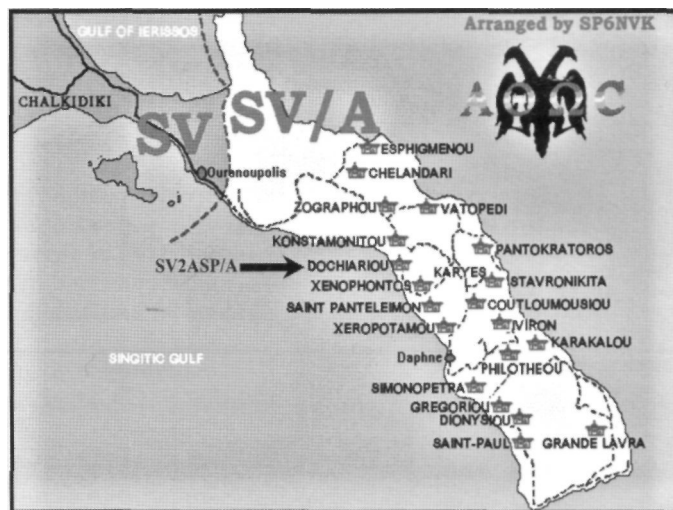 Arranged by SP6NVK
GULF OF IERISSOS
CHALKIDIKI
SV
SV/A
ESPHIGMENOU
CHELANDARI
Ouranoupolis
ZOGRAPHOU
VATOPEDI
KONSTAMONITOU
PANTOKRATOROS
SV2ASP/A
DOCHIARIOU
KARYES
XENOPHONTOS
STAVRONIKITA
SAINT PANTELEIMON
COUTLOUMOUSIOU
XEROPOTAMOU
IVIRON
KARAKALOU
SINGITIC GULF
Daphne
PHILOTHEOU
SIMONOPETRA
GREGORIOU
DIONYSIOU
SAINT-PAUL
GRANDE LAVRA